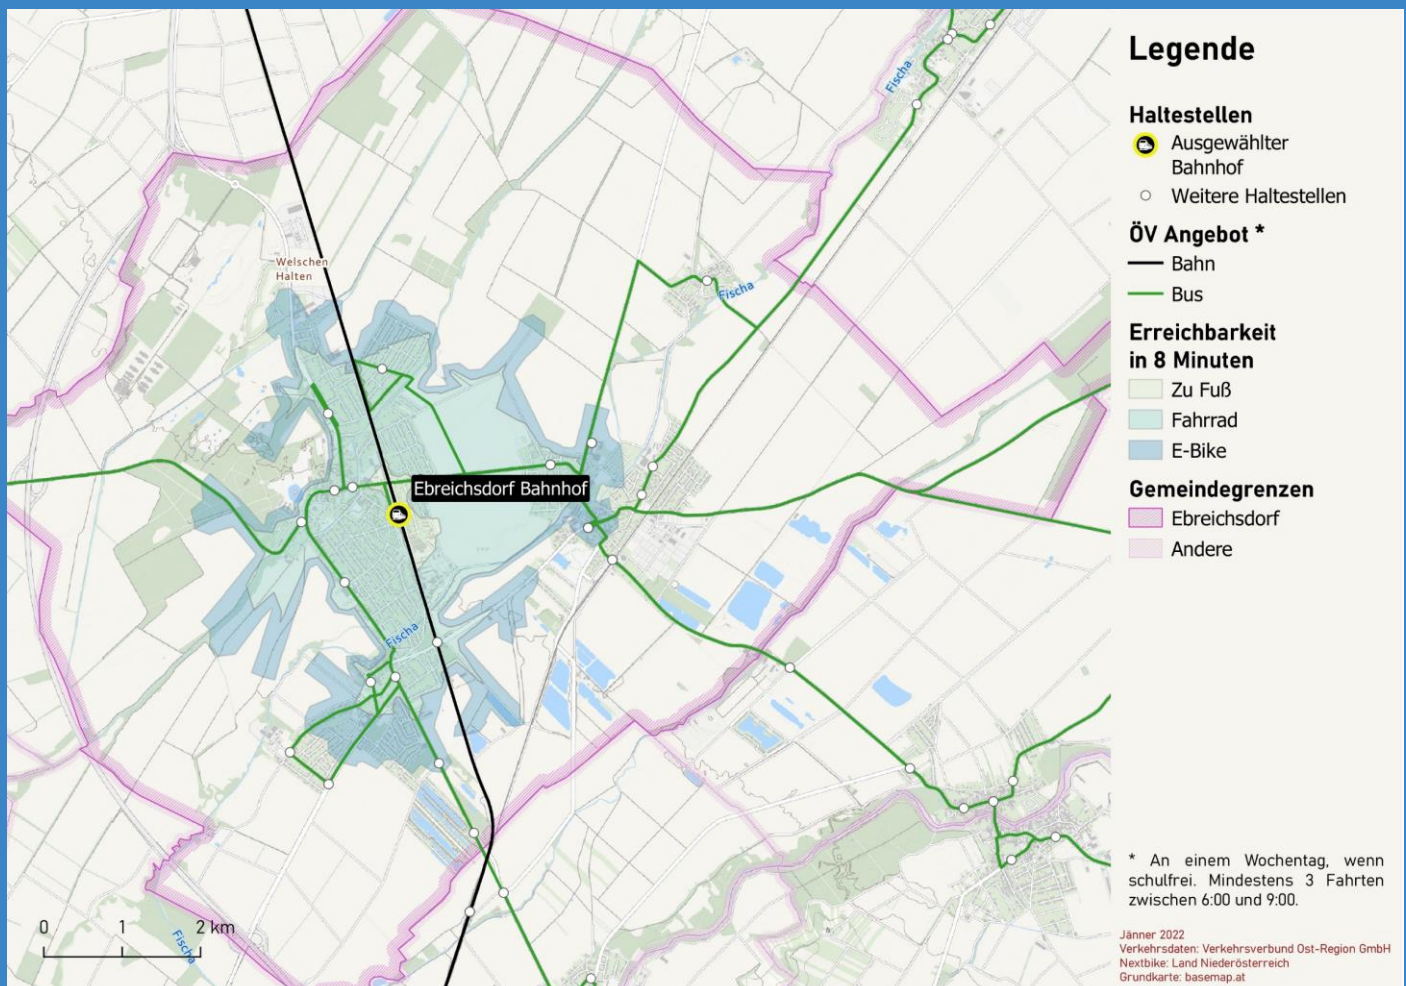 Fischa
Welschen
Halten
Fischa
Ebreichsdorf Bahnhof
Fischa
Fischa
0 1 2 km
Legende
Haltestellen
Ausgewählter
Bahnhof
Weitere Haltestellen
ÖV Angebot *
Bahn
Bus
Erreichbarkeit
in 8 Minuten
Zu Fuß
Fahrrad
E-Bike
Gemeindegrenzen
Ebreichsdorf
Andere
* An einem Wochentag, wenn
schulfrei. Mindestens 3 Fahrten
zwischen 6:00 und 9:00.
Jänner 2022
Verkehrsdaten: Verkehrsverbund Ost-Region GmbH
Nextbike: Land Niederösterreich
Grundkarte: basemap.at